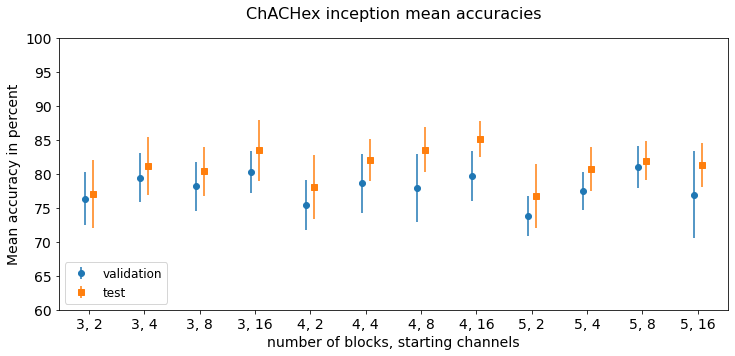 ChACHex inception mean accuracies
Mean accuracy in percent
100
95
90
85
80
75
70
65
60
validation
test
3, 2 3, 4 3, 8 3, 16 4, 2 4, 4 4, 8 4, 16 5, 2 5, 4 5, 8 5, 16
number of blocks, starting channels